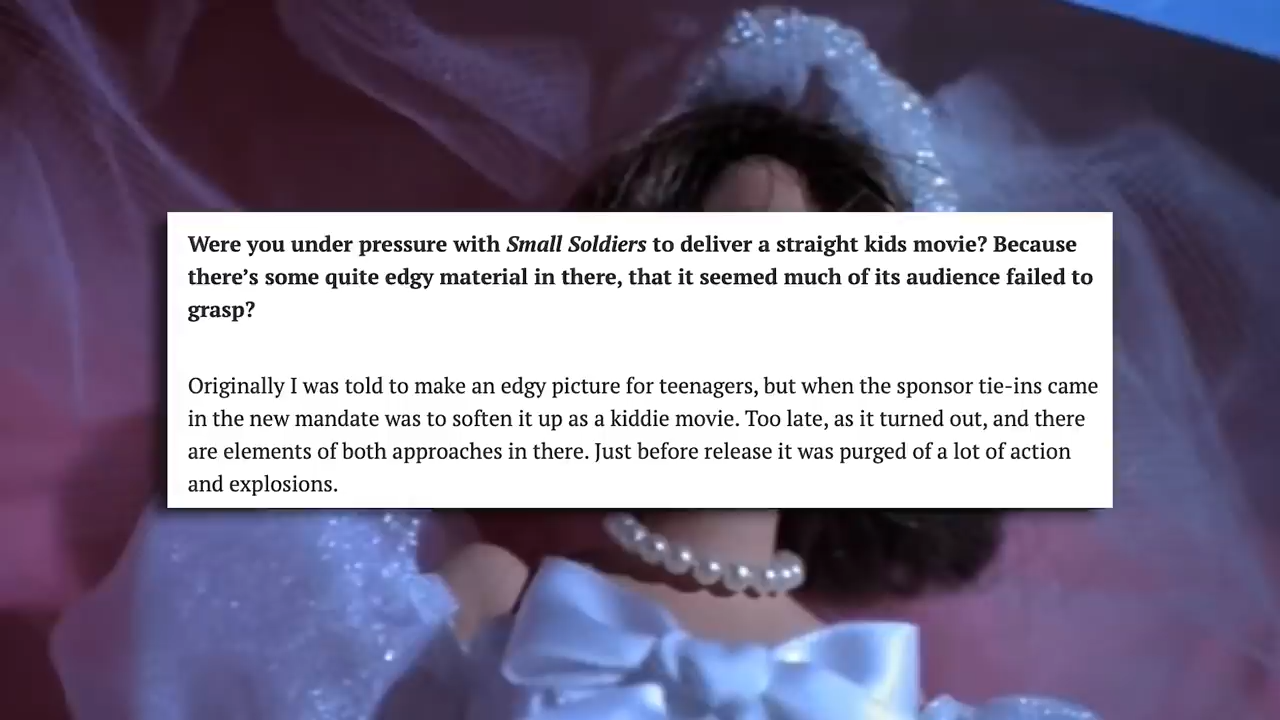 Were you under pressure with Small Soldiers to deliver a straight kids movie? Because
there’s some quite edgy material in there, that it seemed much of its audience failed to
grasp?
Originally I was told to make an edgy picture for teenagers, but when the sponsor tie-ins came
in the new mandate was to soften it up as a kiddie movie. Too late, as it turned out, and there
are elements of both approaches in there. Just before release it was purged of a lot of action
and explosions.